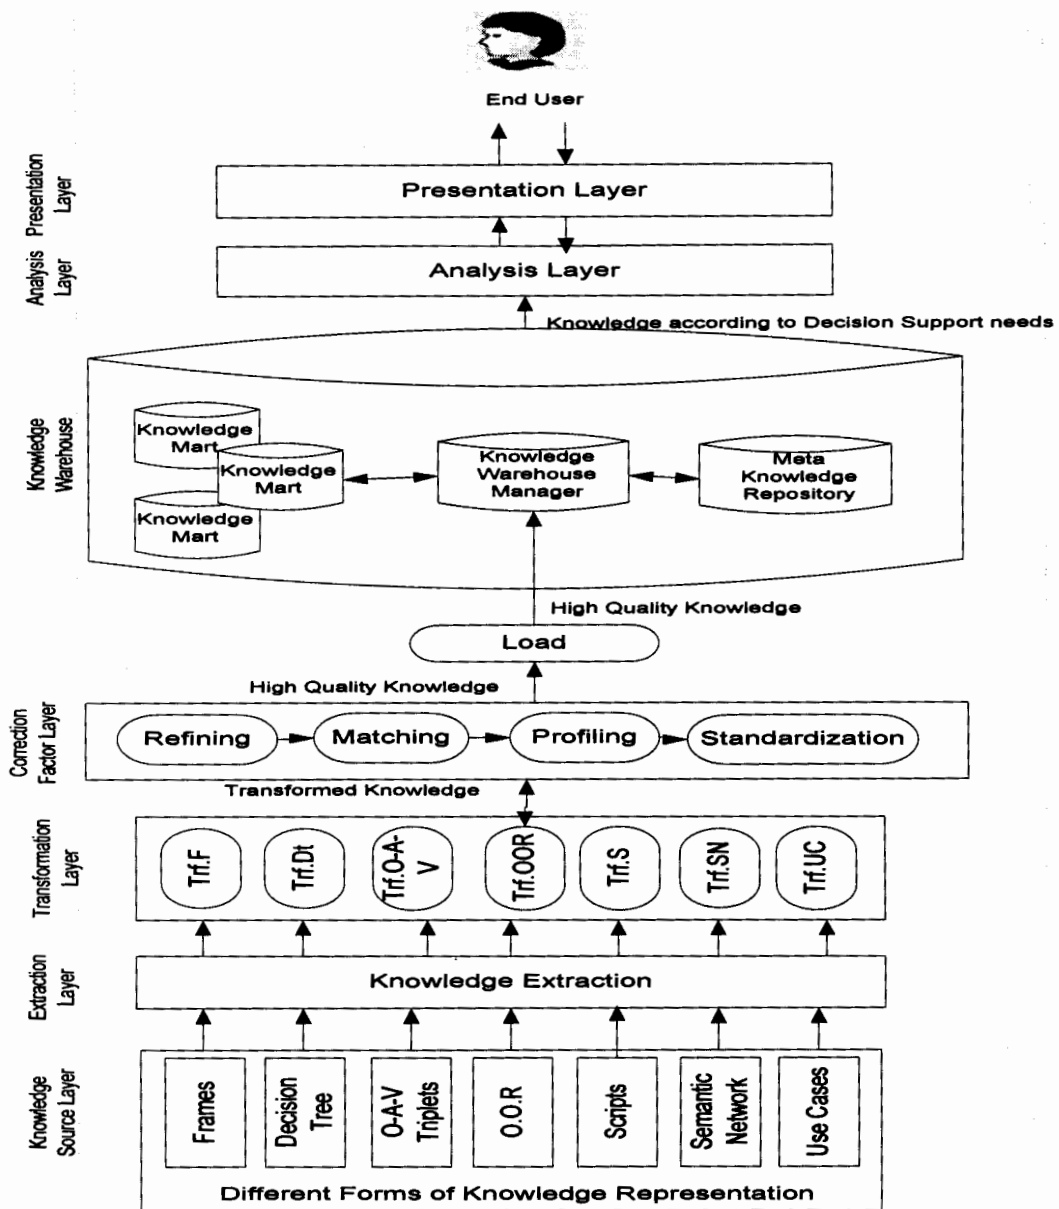 End User
Presentation
Layer
Presentation Layer
Analysis
Layer
Analysis Layer
Knowledge according to Decision Support needs
Knowledge
Warehouse
Knowledge
Mart
Knowledge
Mart
Knowledge
Mart
Knowledge
Warehouse
Manager
Meta
Knowledge
Repository
High Quality Knowledge
Load
High Quality Knowledge
Correction
Factor Layer
Refining
Matching
Profiling
Standardization
Transformed Knowledge
Transformation
Layer
Trf.F
Trf.Dt
Trf.O-A-
V
Trf.OOR
Trf.S
Trf.SN
Trf.UC
Extraction
Layer
Knowledge Extraction
Knowledge
Source Layer
Frames
Decision
Tree
O-A-V
Triplets
O.O.R
Scripts
Semantic
Network
Use Cases
Different Forms of Knowledge Representation